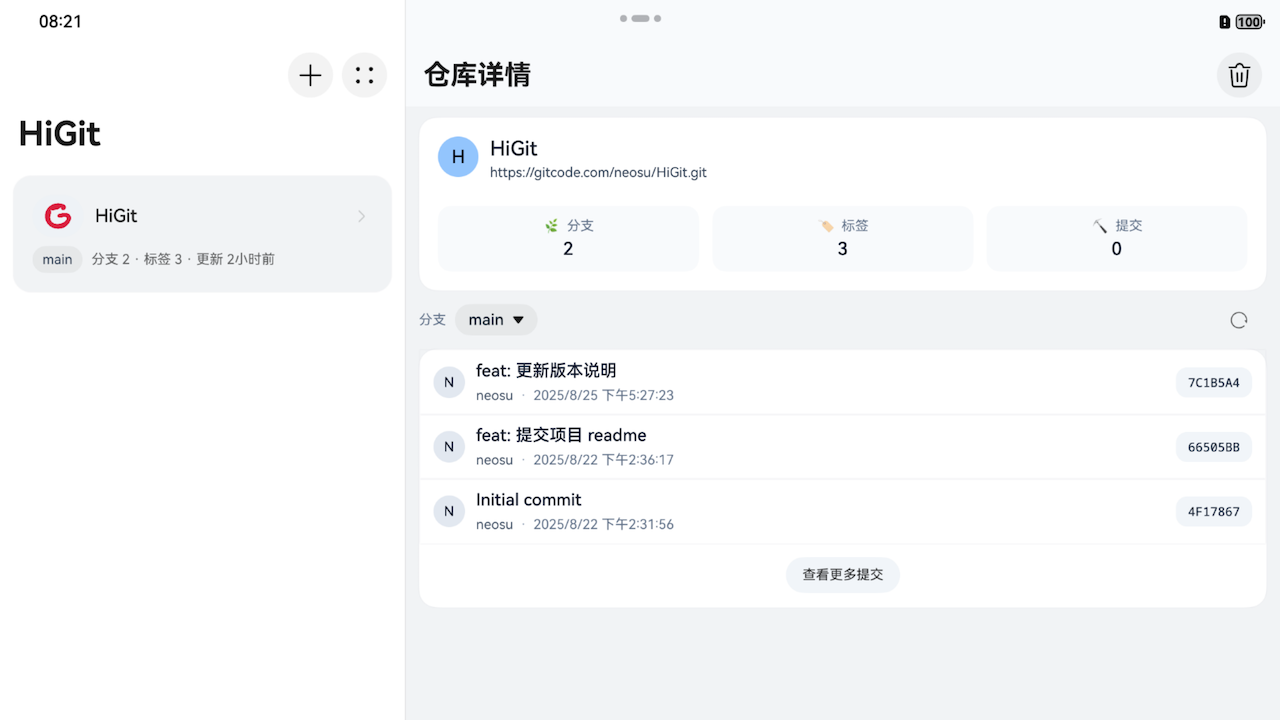 08:21
100
HiGit
HiGit
main 分支 2 · 标签 3 · 更新 2小时前
仓库详情
H
HiGit
https://gitcode.com/neosu/HiGit.git
分支
2
标签
3
提交
0
分支 main
N
feat: 更新版本说明
neosu · 2025/8/25 下午5:27:23
7C1B5A4
N
feat: 提交项目 readme
neosu · 2025/8/22 下午2:36:17
66505BB
N
Initial commit
neosu · 2025/8/22 下午2:31:56
4F17867
查看更多提交